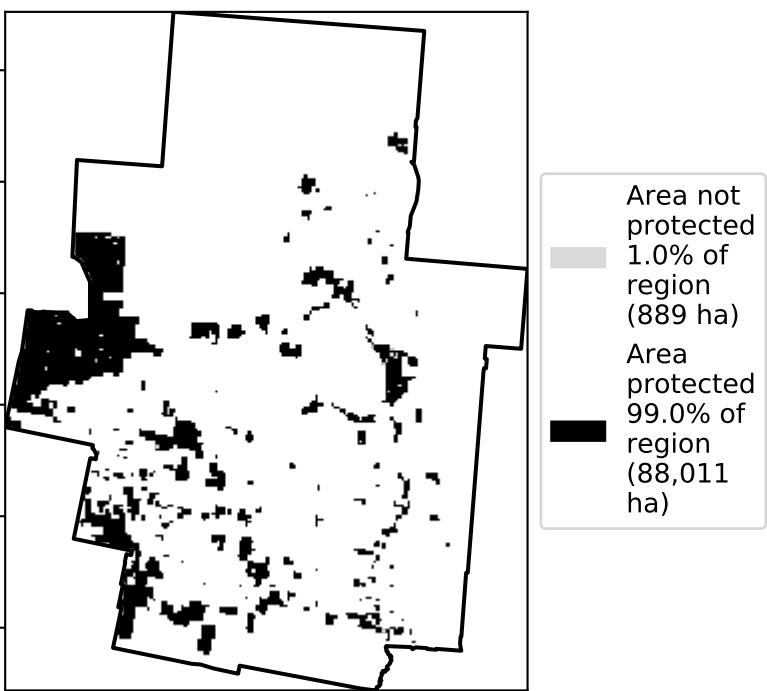 Area not
protected
1.0% of
region
(889 ha)
Area
protected
99.0% of
region
(88,011
ha)